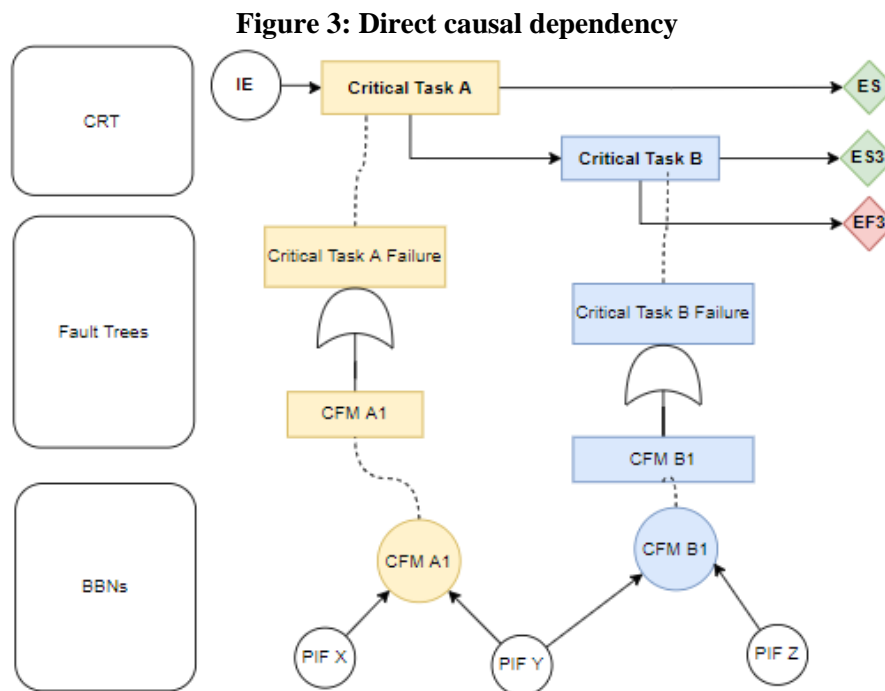 Figure 3: Direct causal dependency
CRT
IE
Critical Task A
ES
Critical Task B
ES3
EF3
Fault Trees
Critical Task A Failure
Critical Task B Failure
CFM A1
CFM B1
BBNs
CFM A1
CFM B1
PIF X
PIF Y
PIF Z